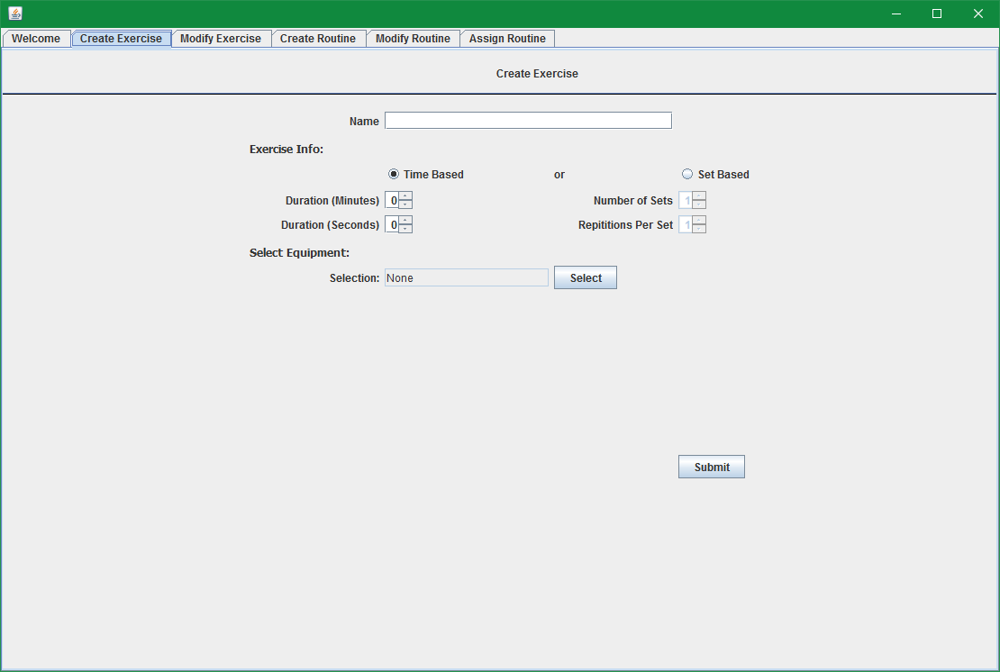 Welcome Create Exercise Modify Exercise Create Routine Modify Routine Assign Routine
Create Exercise
Name
Exercise Info:
Time Based or Set Based
Duration (Minutes) 0 Number of Sets 1
Duration (Seconds) 0 Repititions Per Set 1
Select Equipment:
Selection: None Select
Submit